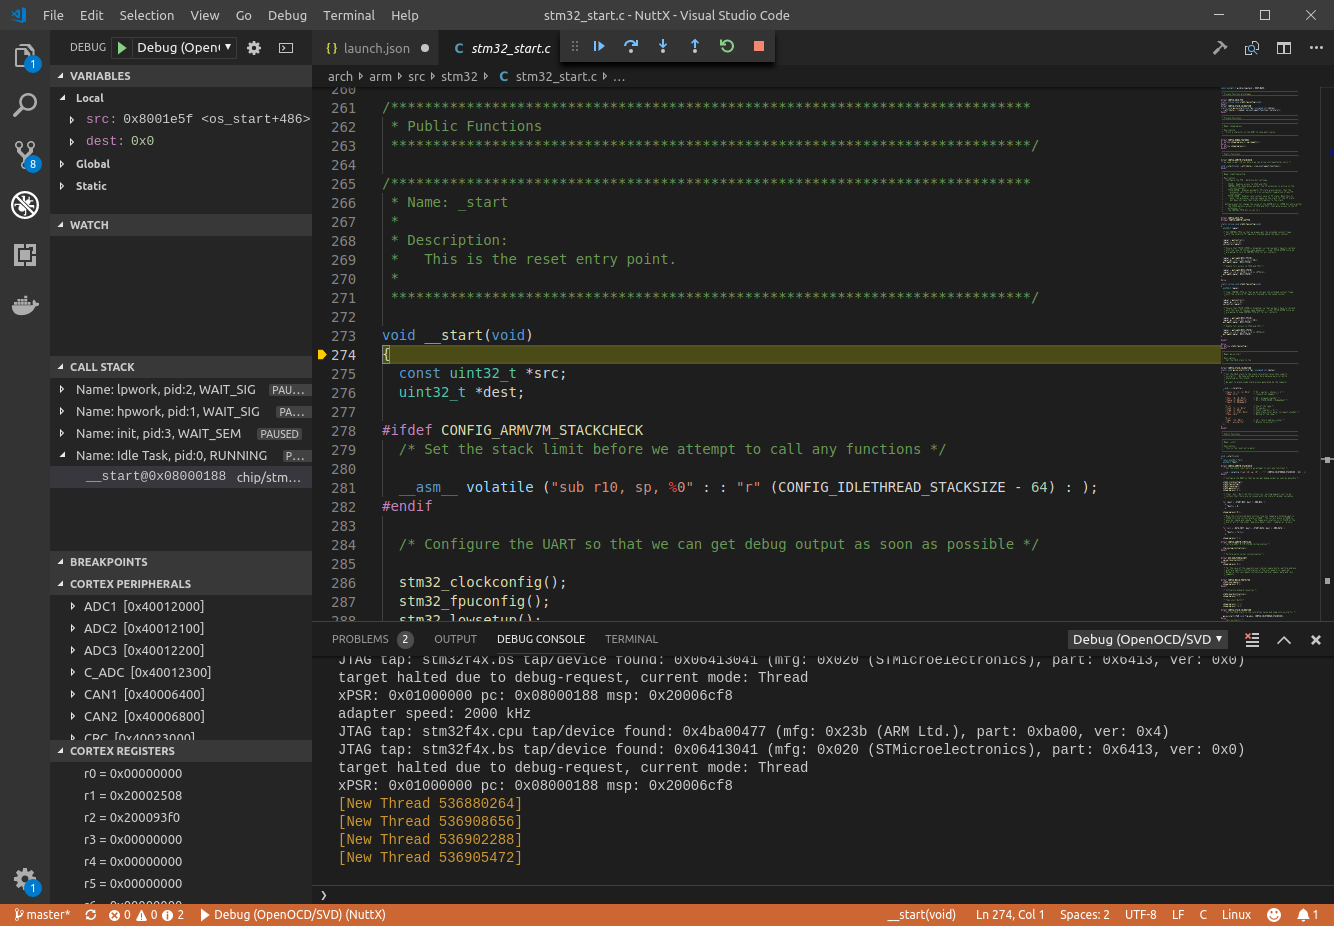 File Edit Selection View Go Debug Terminal Help
stm32_start.c - NuttX - Visual Studio Code
DEBUG Debug (Open
launch.json
C stm32_start.c
arch arm src stm32 C stm32_start.c ...
1
8
1
VARIABLES
Local
src: 0x8001e5f <os_start+486>
dest: 0x0
Global
Static
WATCH
CALL STACK
Name: lpwork, pid:2, WAIT_SIG PAU...
Name: hpwork, pid:1, WAIT_SIG PA...
Name: init, pid:3, WAIT_SEM PAUSED
Name: Idle Task, pid:0, RUNNING P...
__start@0x08000188 chip/stm...
BREAKPOINTS
CORTEX PERIPHERALS
ADC1 [0x40012000]
ADC2 [0x40012100]
ADC3 [0x40012200]
C_ADC [0x40012300]
CAN1 [0x40006400]
CAN2 [0x40006800]
CRC [0x40023000]
CORTEX REGISTERS
r0 = 0x00000000
r1 = 0x20002508
r2 = 0x200093f0
r3 = 0x00000000
r4 = 0x00000000
r5 = 0x00000000
r6 = 0x00000000
260
261 /****************************************************************************
262  * Public Functions
263  ****************************************************************************/
264
265 /****************************************************************************
266  * Name: _start
267  *
268  * Description:
269  *   This is the reset entry point.
270  *
271  ****************************************************************************/
272
273 void __start(void)
274 {
275   const uint32_t *src;
276   uint32_t *dest;
277
278 #ifdef CONFIG_ARMV7M_STACKCHECK
279   /* Set the stack limit before we attempt to call any functions */
280
281   __asm__ volatile ("sub r10, sp, %0" : : "r" (CONFIG_IDLETHREAD_STACKSIZE - 64) : );
282 #endif
283
284   /* Configure the UART so that we can get debug output as soon as possible */
285
286   stm32_clockconfig();
287   stm32_fpuconfig();
288   stm32_lowsetup();
PROBLEMS 2 OUTPUT DEBUG CONSOLE TERMINAL
Debug (OpenOCD/SVD
JTAG tap: stm32f4x.bs tap/device found: 0x06413041 (mfg: 0x020 (STMicroelectronics), part: 0x6413, ver: 0x0)
target halted due to debug-request, current mode: Thread
xPSR: 0x01000000 pc: 0x08000188 msp: 0x20006cf8
adapter speed: 2000 kHz
JTAG tap: stm32f4x.cpu tap/device found: 0x4ba00477 (mfg: 0x23b (ARM Ltd.), part: 0xba00, ver: 0x4)
JTAG tap: stm32f4x.bs tap/device found: 0x06413041 (mfg: 0x020 (STMicroelectronics), part: 0x6413, ver: 0x0)
target halted due to debug-request, current mode: Thread
xPSR: 0x01000000 pc: 0x08000188 msp: 0x20006cf8
[New Thread 536880264]
[New Thread 536908656]
[New Thread 536902288]
[New Thread 536905472]
❯
master* 0 0 2 Debug (OpenOCD/SVD) (NuttX) __start(void) Ln 274, Col 1 Spaces: 2 UTF-8 LF C Linux 1